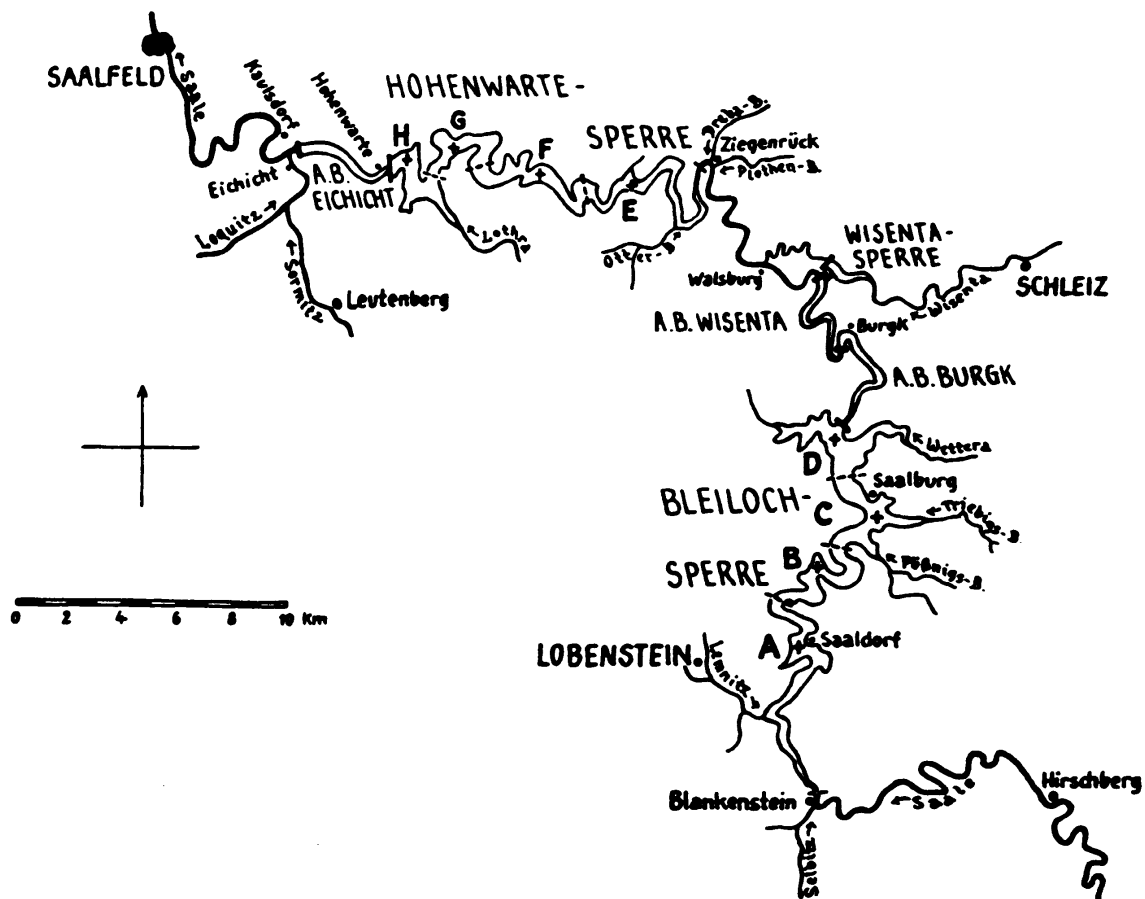 SAALFELD
←Saale
Kaulsdorf
Hohenwarte
HOHENWARTE-
SPERRE
H
G
F
E
Dreba-B.
Ziegenrück
←Plothen-B.
Eichicht
A.B.
EICHICHT
Loquitz→
←Sormitz
Leutenberg
←Lothra
Otter-B→
Walsburg
WISENTA-
SPERRE
SCHLEIZ
←Wisenta
A.B. WISENTA
Burgk
A.B. BURGK
←Wettera
D
Saalburg
BLEILOCH-
C
←Triebigs-B.
B
SPERRE
←Pößnigs-B.
0 2 4 6 8 10 Km
A
Saaldorf
LOBENSTEIN
Lemnitz→
Blankenstein
←Saale
Hirschberg
Selbitz→